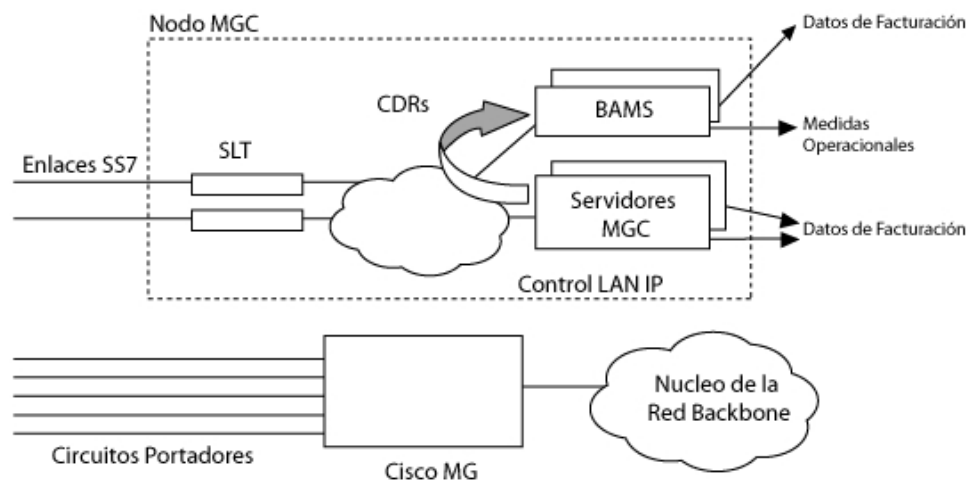 Nodo MGC
Datos de Facturación
CDRs
BAMS
Medidas
Operacionales
Enlaces SS7
SLT
Servidores
MGC
Datos de Facturación
Control LAN IP
Nucleo de la
Red Backbone
Circuitos Portadores
Cisco MG